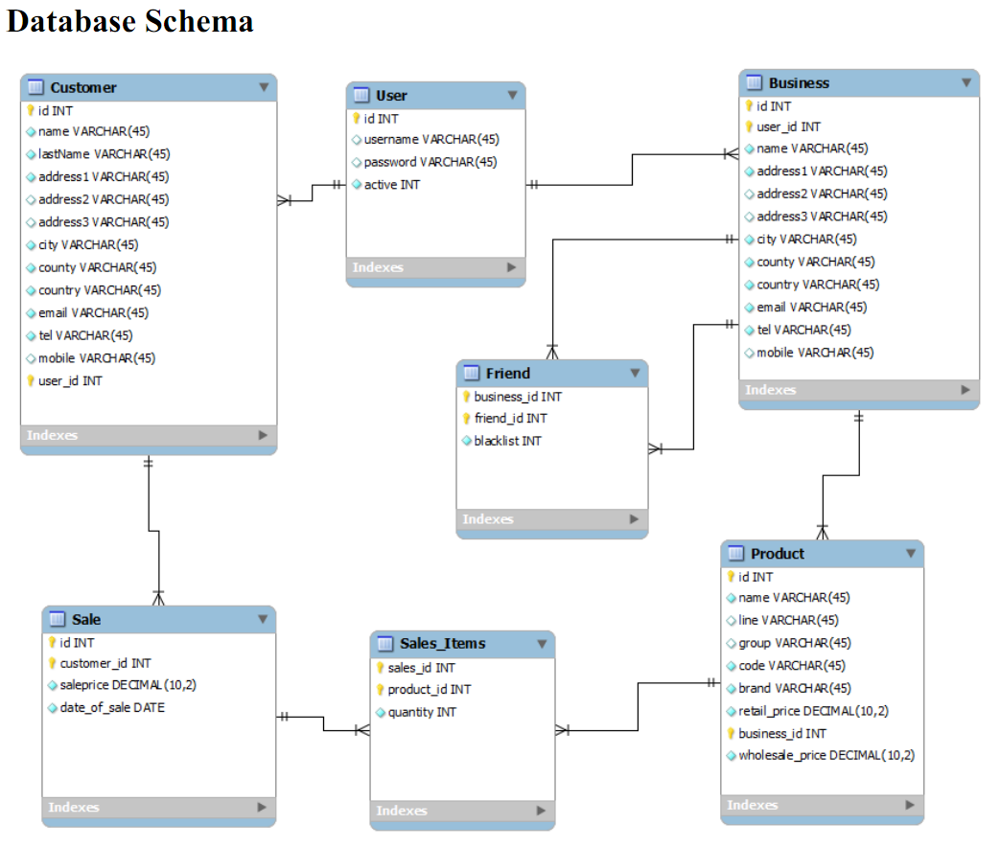 Database Schema
Customer
id INT
name VARCHAR(45)
lastName VARCHAR(45)
address1 VARCHAR(45)
address2 VARCHAR(45)
address3 VARCHAR(45)
city VARCHAR(45)
county VARCHAR(45)
country VARCHAR(45)
email VARCHAR(45)
tel VARCHAR(45)
mobile VARCHAR(45)
user_id INT
Indexes
User
id INT
username VARCHAR(45)
password VARCHAR(45)
active INT
Indexes
Business
id INT
user_id INT
name VARCHAR(45)
address1 VARCHAR(45)
address2 VARCHAR(45)
address3 VARCHAR(45)
city VARCHAR(45)
county VARCHAR(45)
country VARCHAR(45)
email VARCHAR(45)
tel VARCHAR(45)
mobile VARCHAR(45)
Indexes
Friend
business_id INT
friend_id INT
blacklist INT
Indexes
Sale
id INT
customer_id INT
saleprice DECIMAL(10,2)
date_of_sale DATE
Indexes
Sales_Items
sales_id INT
product_id INT
quantity INT
Indexes
Product
id INT
name VARCHAR(45)
line VARCHAR(45)
group VARCHAR(45)
code VARCHAR(45)
brand VARCHAR(45)
retail_price DECIMAL(10,2)
business_id INT
wholesale_price DECIMAL(10,2)
Indexes